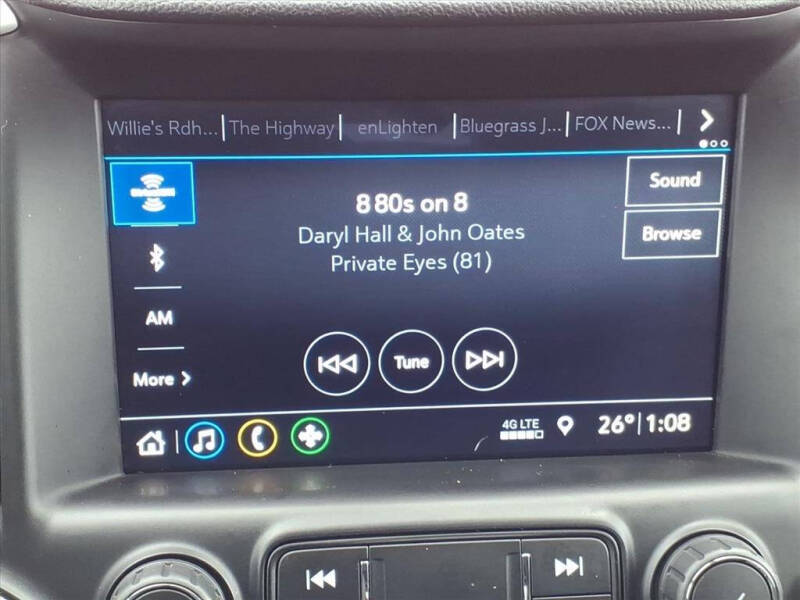 Willie's Rdh... The Highway enLighten Bluegrass J... FOX News...
8 80s on 8
Daryl Hall & John Oates
Private Eyes (81)
Sound
Browse
AM
More
Tune
4G LTE
26° 1:08